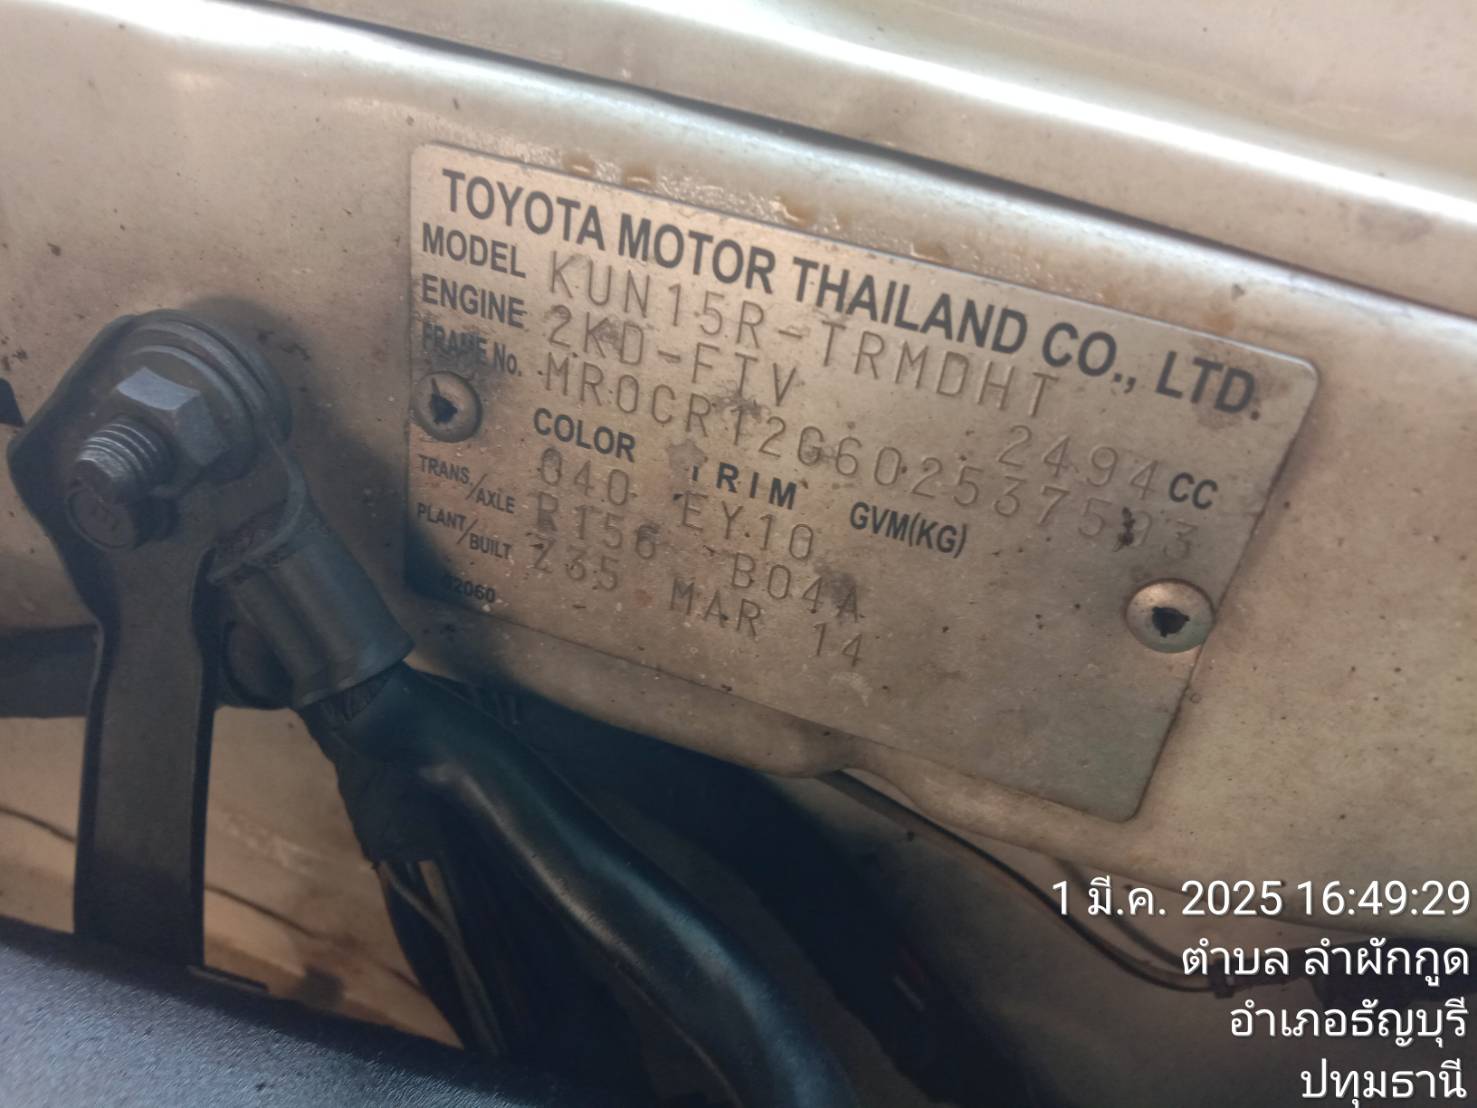 TOYOTA MOTOR THAILAND CO., LTD.
MODEL KUN15R-TRMDHT
ENGINE 2KD-FTV 2494 CC
FRAME No. MR0CR12G602537593
COLOR TRIM GVM(KG)
040 EY10
TRANS/AXLE R156 B04A
PLANT/BUILT Z35 MAR 14
02060
1 มี.ค. 2025 16:49:29
ตำบล ลำผักกูด
อำเภอธัญบุรี
ปทุมธานี